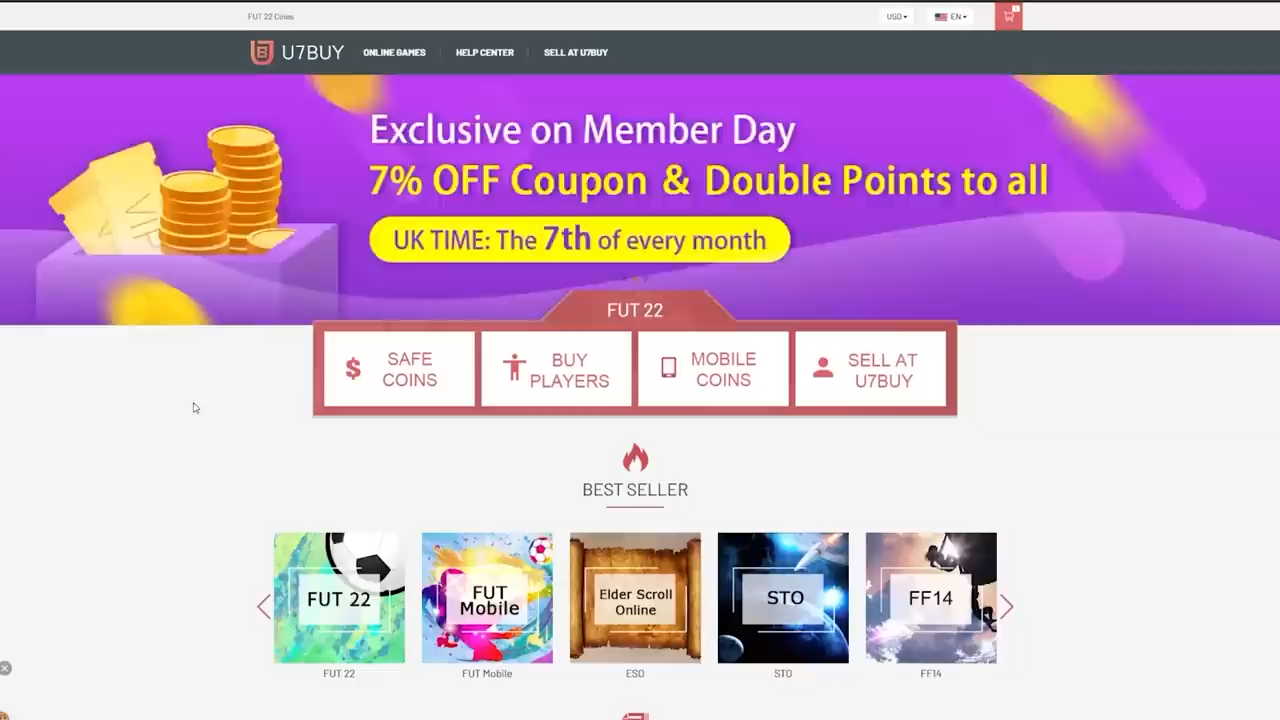 FUT 22 Coins
USD
EN
1
U7BUY
ONLINE GAMES
HELP CENTER
SELL AT U7BUY
Exclusive on Member Day
7% OFF Coupon & Double Points to all
UK TIME: The 7th of every month
FUT 22
SAFE
COINS
BUY
PLAYERS
MOBILE
COINS
SELL AT
U7BUY
BEST SELLER
FUT 22
FUT
Mobile
Elder Scroll
Online
STO
FF14
FUT 22
FUT Mobile
ESO
STO
FF14